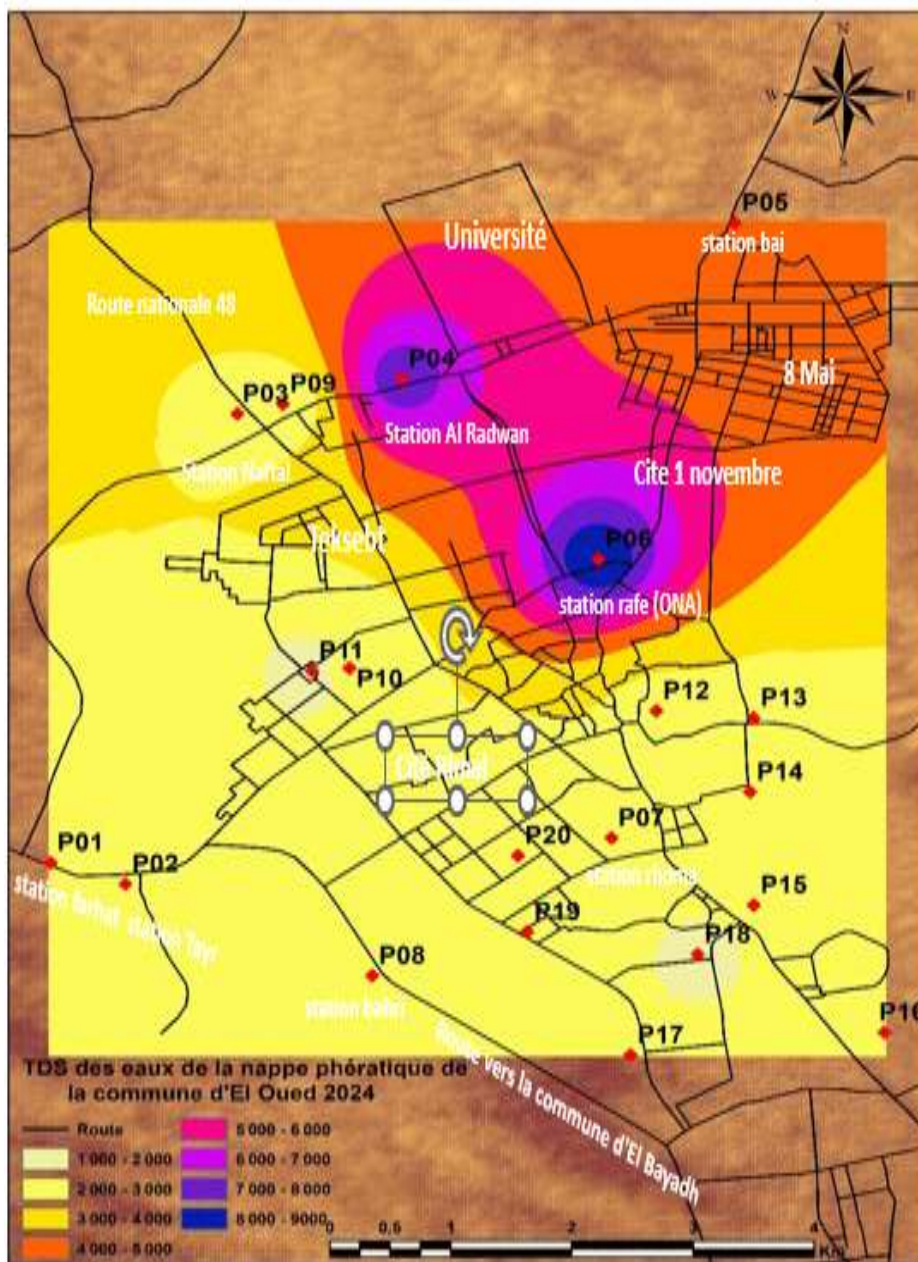 N
W
E
S
P05
station bai
Université
Route nationale 48
P04
8 Mai
P03
P09
Station Al Radwan
Station Naftal
Cite 1 novembre
Teksebt
P06
station rafe (ONA)
P11
P10
P12
P13
Cité Rimel
P14
P01
P02
P20
P07
station
P15
station ferhat
station
P19
P18
P08
station
P16
P17
Route vers la commune d'El Bayadh
TDS des eaux de la nappe phératique de
la commune d'El Oued 2024
Route
1 000 - 2 000
2 000 - 3 000
3 000 - 4 000
4 000 - 5 000
5 000 - 6 000
6 000 - 7 000
7 000 - 8 000
8 000 - 9000
0 0,5 1 2 3 4
Km